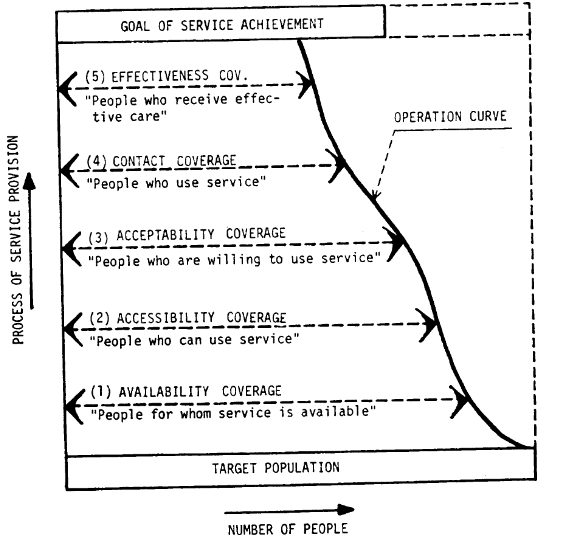 GOAL OF SERVICE ACHIEVEMENT
(5) EFFECTIVENESS COV.
"People who receive effec-
tive care"
OPERATION CURVE
(4) CONTACT COVERAGE
"People who use service"
(3) ACCEPTABILITY COVERAGE
"People who are willing to use service"
(2) ACCESSIBILITY COVERAGE
"People who can use service"
(1) AVAILABILITY COVERAGE
"People for whom service is available"
TARGET POPULATION
PROCESS OF SERVICE PROVISION
NUMBER OF PEOPLE